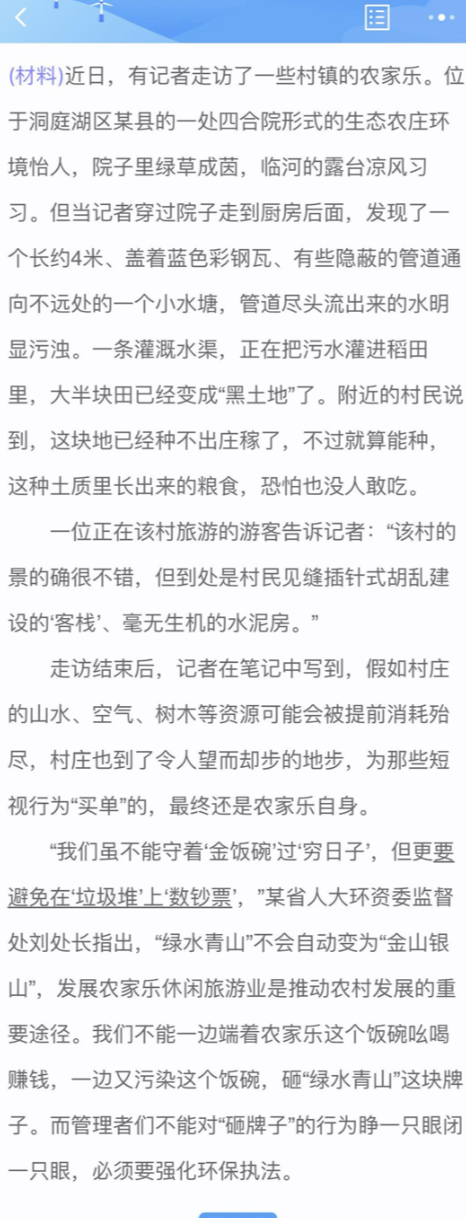 (材料)近日，有记者走访了一些村镇的农家乐。位
于洞庭湖区某县的一处四合院形式的生态农庄环
境怡人，院子里绿草成茵，临河的露台凉风习
习。但当记者穿过院子走到厨房后面，发现了一
个长约4米、盖着蓝色彩钢瓦、有些隐蔽的管道通
向不远处的一个小水塘，管道尽头流出来的水明
显污浊。一条灌溉水渠，正在把污水灌进稻田
里，大半块田已经变成“黑土地”了。附近的村民说
到，这块地已经种不出庄稼了，不过就算能种，
这种土质里长出来的粮食，恐怕也没人敢吃。
一位正在该村旅游的游客告诉记者：“该村的
景的确很不错，但到处是村民见缝插针式胡乱建
设的‘客栈’、毫无生机的水泥房。”
走访结束后，记者在笔记中写到，假如村庄
的山水、空气、树木等资源可能会被提前消耗殆
尽，村庄也到了令人望而却步的地步，为那些短
视行为“买单”的，最终还是农家乐自身。
“我们虽不能守着‘金饭碗’过‘穷日子’，但更要
避免在‘垃圾堆’上‘数钞票’，”某省人大环资委监督
处刘处长指出，“绿水青山”不会自动变为“金山银
山”，发展农家乐休闲旅游业是推动农村发展的重
要途径。我们不能一边端着农家乐这个饭碗吆喝
赚钱，一边又污染这个饭碗，砸“绿水青山”这块牌
子。而管理者们不能对“砸牌子”的行为睁一只眼闭
一只眼，必须要强化环保执法。